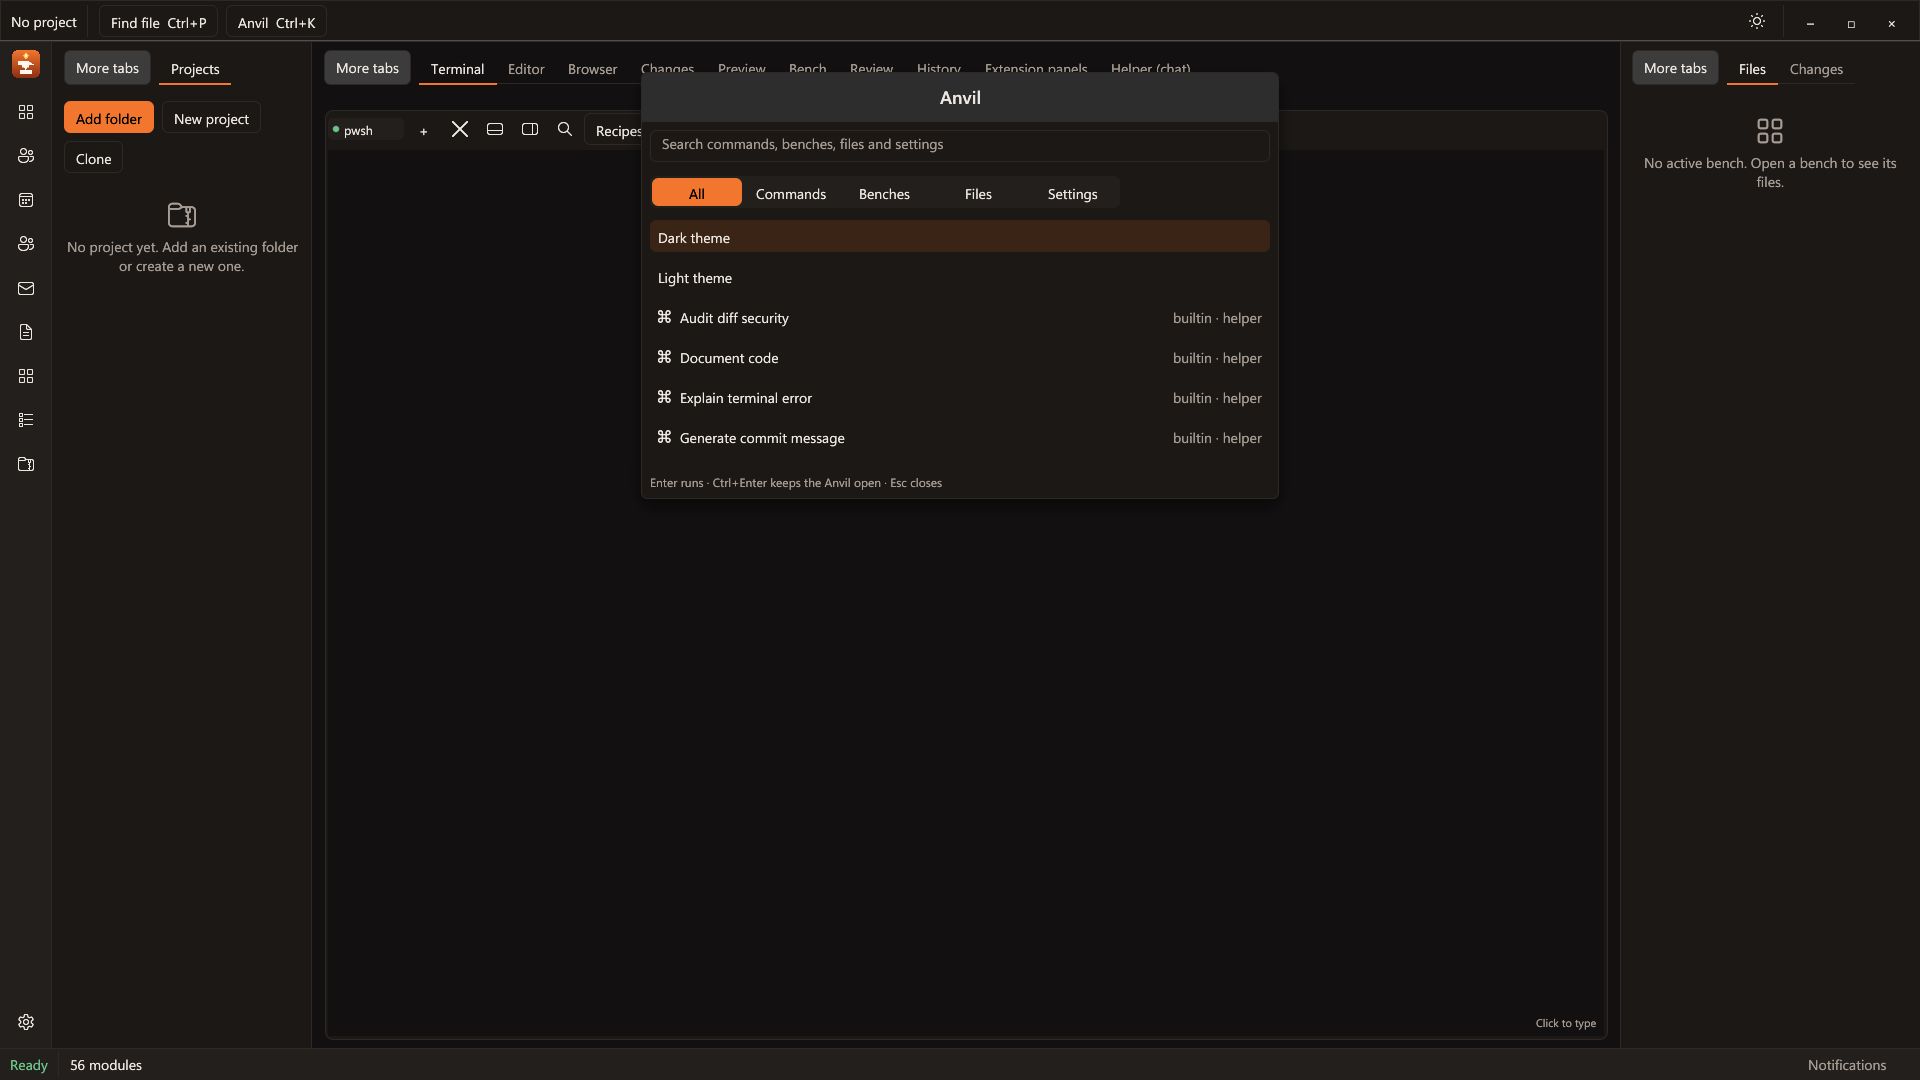 No project
Find file Ctrl+P
Anvil Ctrl+K
More tabs
Projects
Add folder
New project
Clone
No project yet. Add an existing folder
or create a new one.
More tabs
Terminal
Editor
Browser
Changes
Preview
Bench
Review
History
Extension panels
Helper (chat)
pwsh
+
Recipes
Anvil
Search commands, benches, files and settings
All
Commands
Benches
Files
Settings
Dark theme
Light theme
⌘ Audit diff security builtin · helper
⌘ Document code builtin · helper
⌘ Explain terminal error builtin · helper
⌘ Generate commit message builtin · helper
Enter runs · Ctrl+Enter keeps the Anvil open · Esc closes
Click to type
More tabs
Files
Changes
No active bench. Open a bench to see its
files.
Ready
56 modules
Notifications